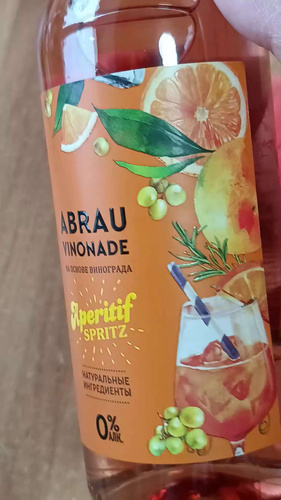 ABRAU
VINONADE
НА ОСНОВЕ ВИНОГРАДА
Aperitif
SPRITZ
НАТУРАЛЬНЫЕ
ИНГРЕДИЕНТЫ
0%
АЛК.